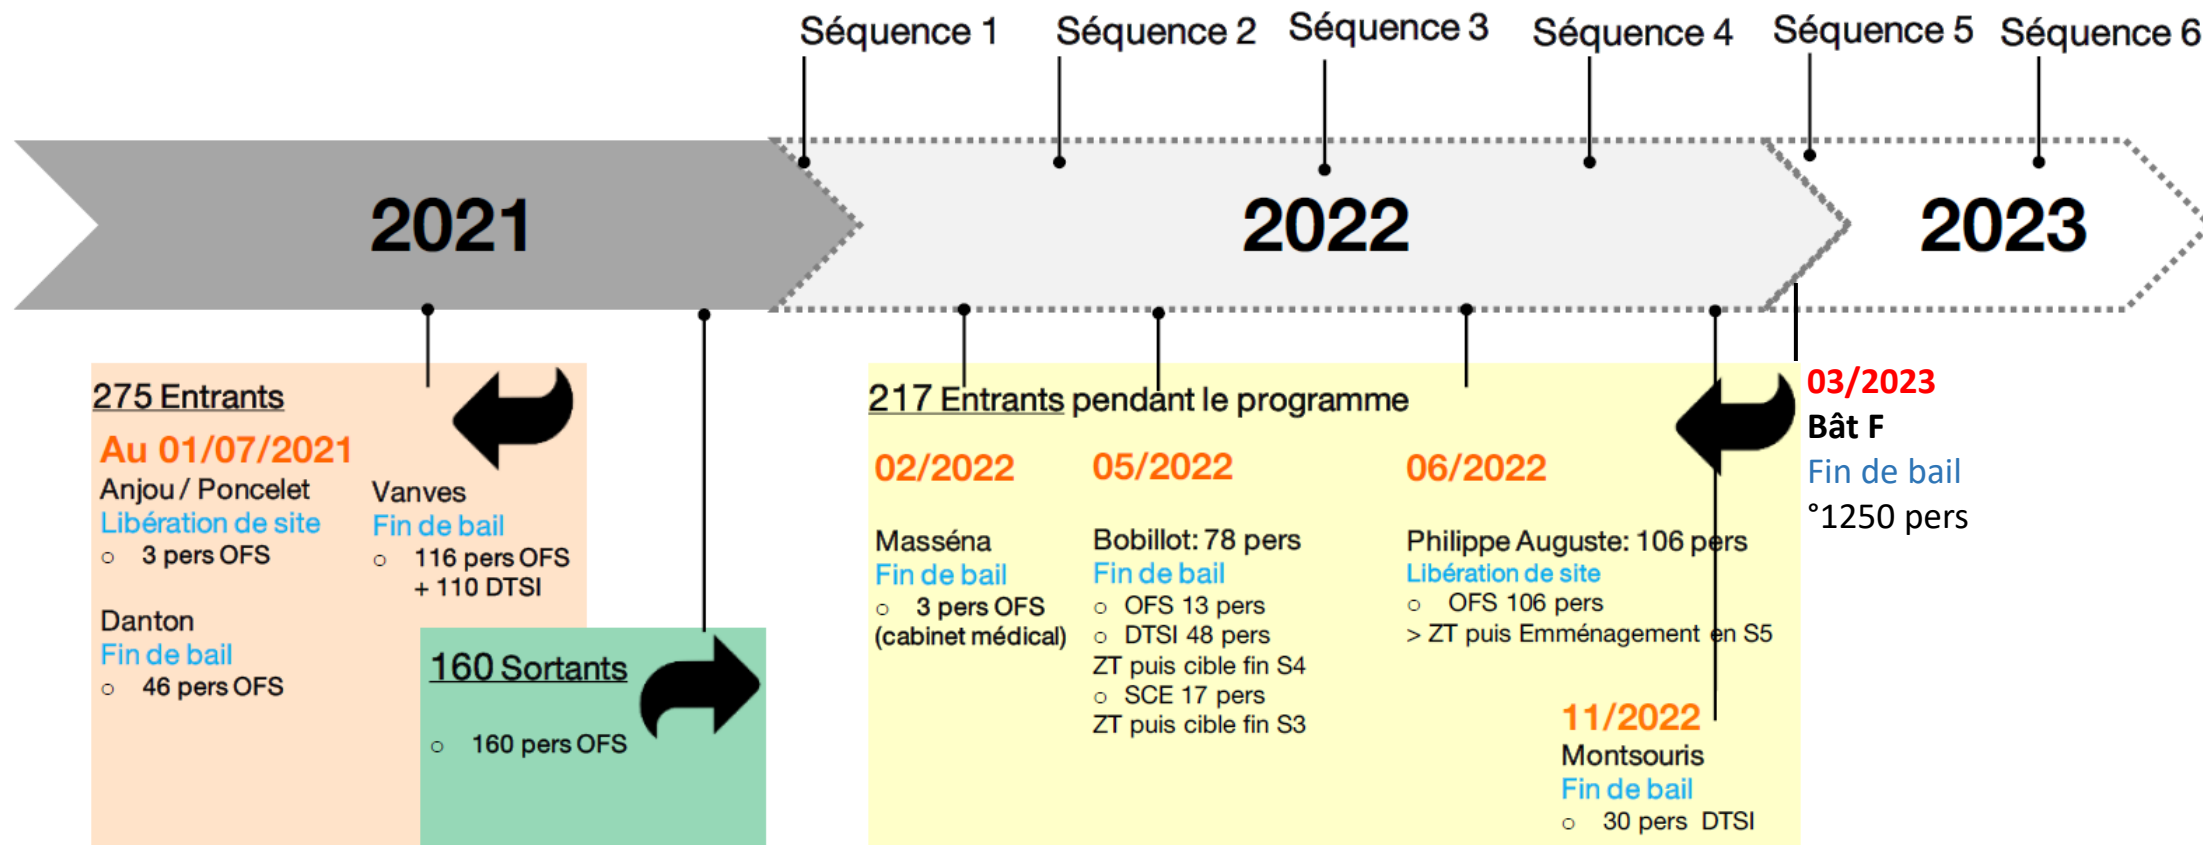 Séquence 1
Séquence 2
Séquence 3
Séquence 4
Séquence 5
Séquence 6
2021
2022
2023
275 Entrants
Au 01/07/2021
Anjou / Poncelet
Libération de site
○ 3 pers OFS
Danton
Fin de bail
○ 46 pers OFS
Vanves
Fin de bail
○ 116 pers OFS
+ 110 DTSI
160 Sortants
○ 160 pers OFS
217 Entrants pendant le programme
02/2022
Masséna
Fin de bail
○ 3 pers OFS
(cabinet médical)
05/2022
Bobillot: 78 pers
Fin de bail
○ OFS 13 pers
○ DTSI 48 pers
ZT puis cible fin S4
○ SCE 17 pers
ZT puis cible fin S3
06/2022
Philippe Auguste: 106 pers
Libération de site
○ OFS 106 pers
> ZT puis Emménagement en S5
11/2022
Montsouris
Fin de bail
○ 30 pers DTSI
03/2023
Bât F
Fin de bail
°1250 pers